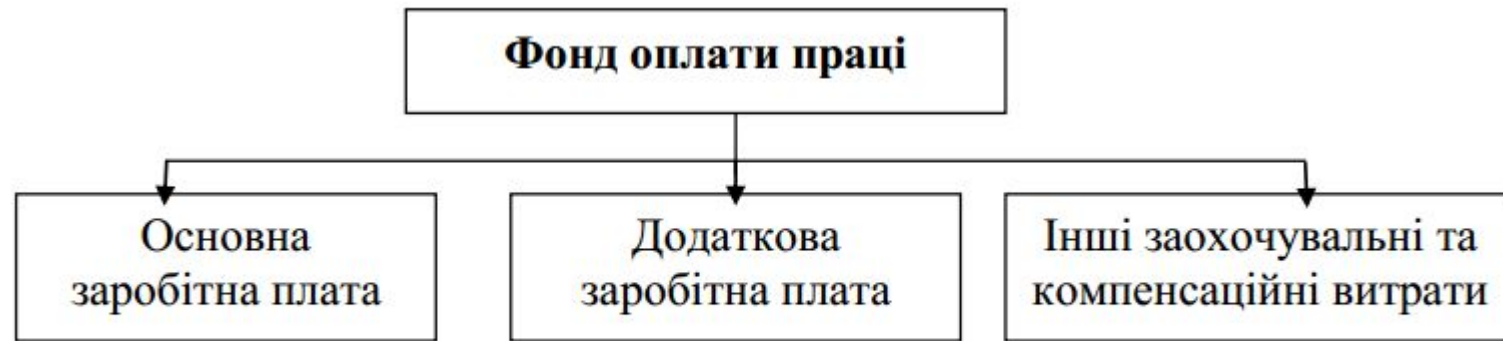 Фонд оплати праці
Основна
заробітна плата
Додаткова
заробітна плата
Інші заохочувальні та
компенсаційні витрати